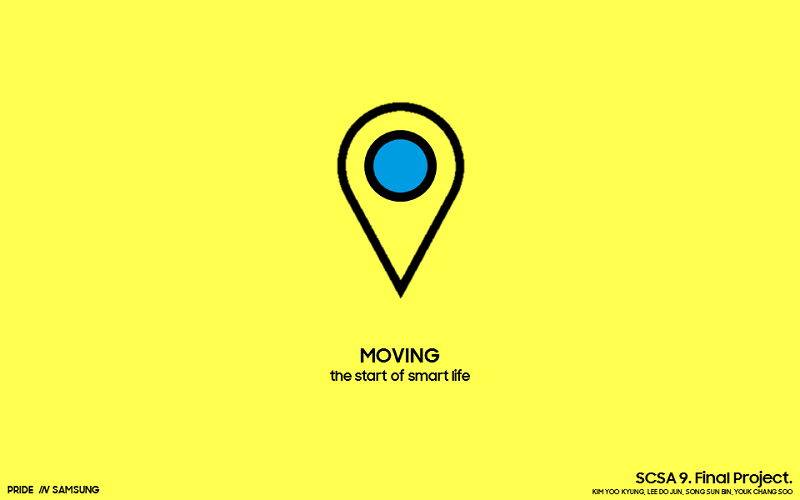 MOVING
the start of smart life
PRIDE IN SAMSUNG
SCSA 9. Final Project.
KIM YOO KYUNG, LEE DO JUN, SONG SUN BIN, YOUK CHANG SOO